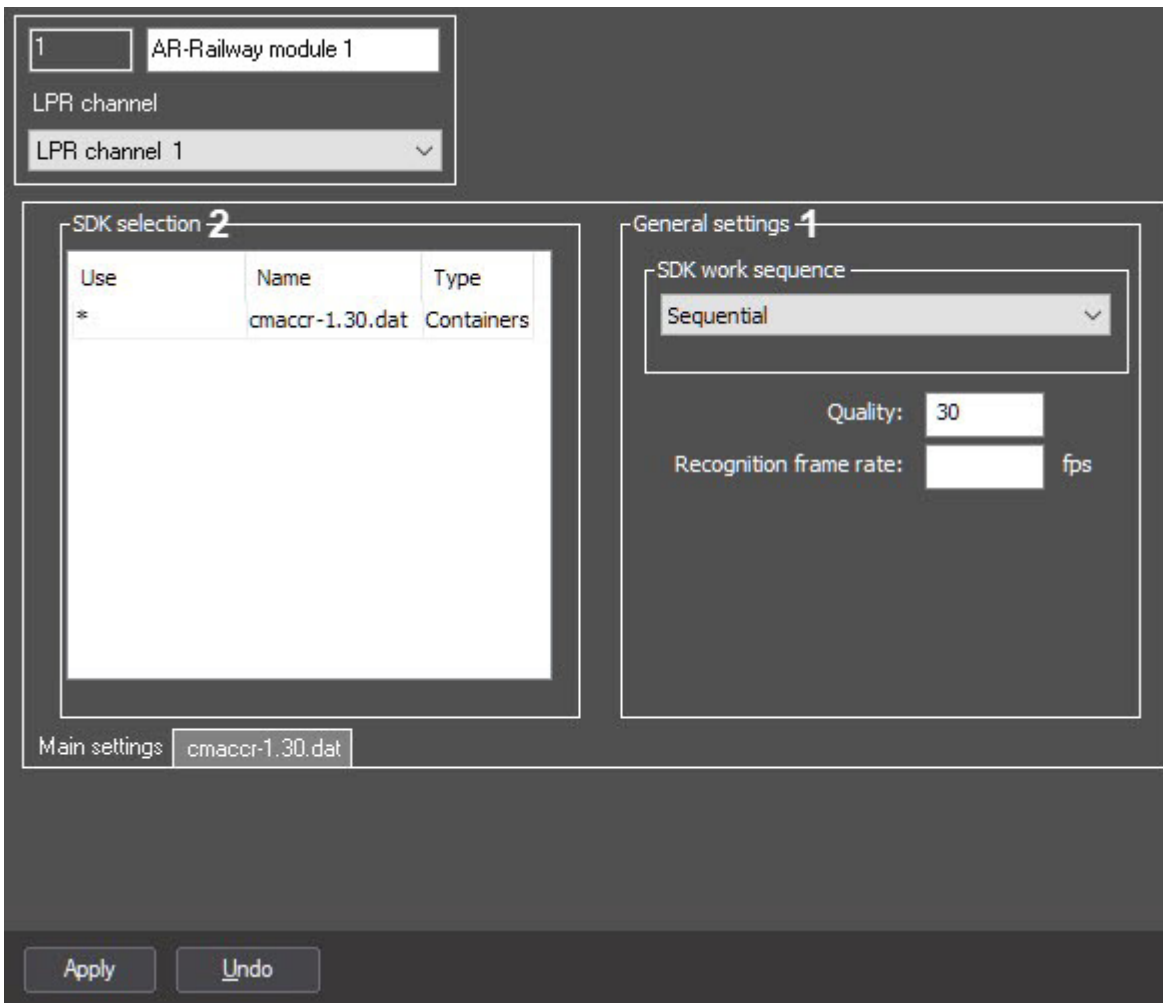 1 AR-Railway module 1
LPR channel
LPR channel 1
SDK selection 2
Use Name Type
* cmaccr-1.30.dat Containers
General settings 1
SDK work sequence
Sequential
Quality: 30
Recognition frame rate: fps
Main settings cmaccr-1.30.dat
Apply Undo